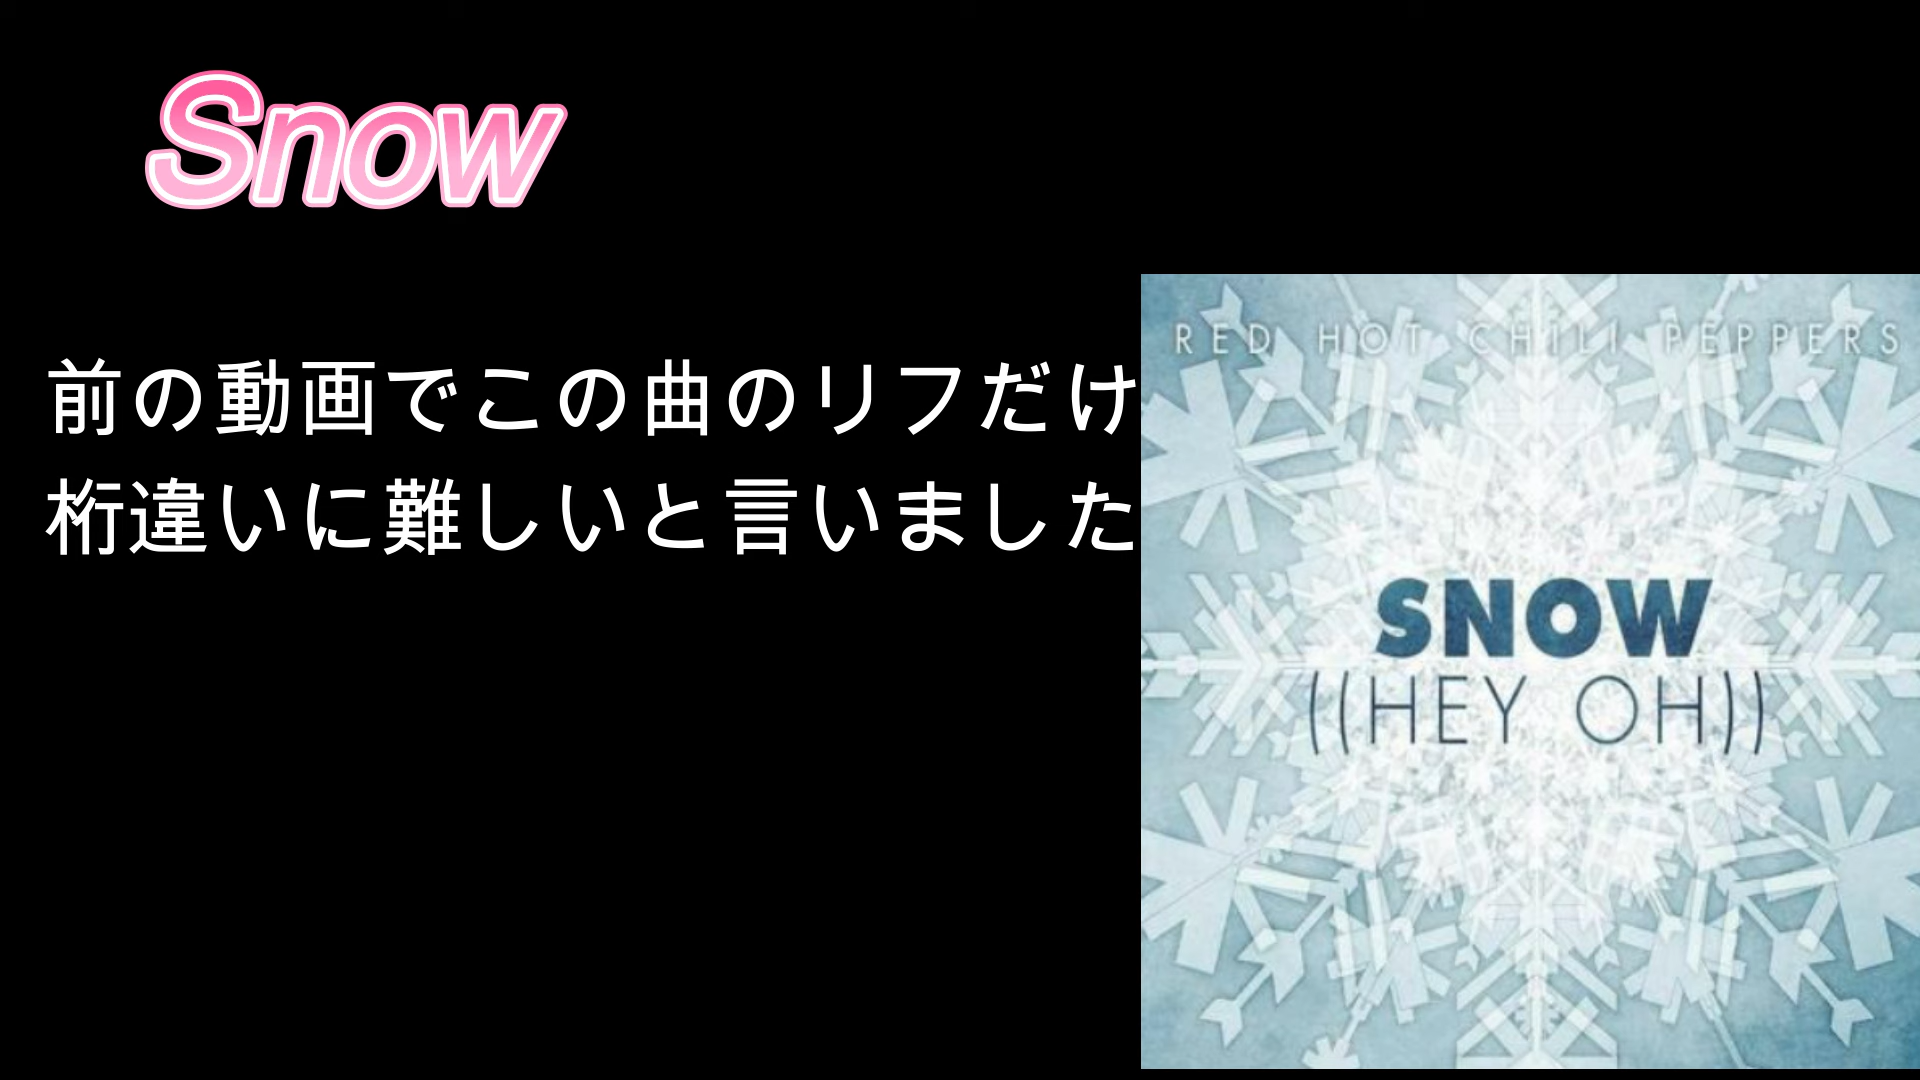 Snow
前の動画でこの曲のリフだけ
桁違いに難しいと言いました
RED HOT CHILI PEPPERS
SNOW
((HEY OH))